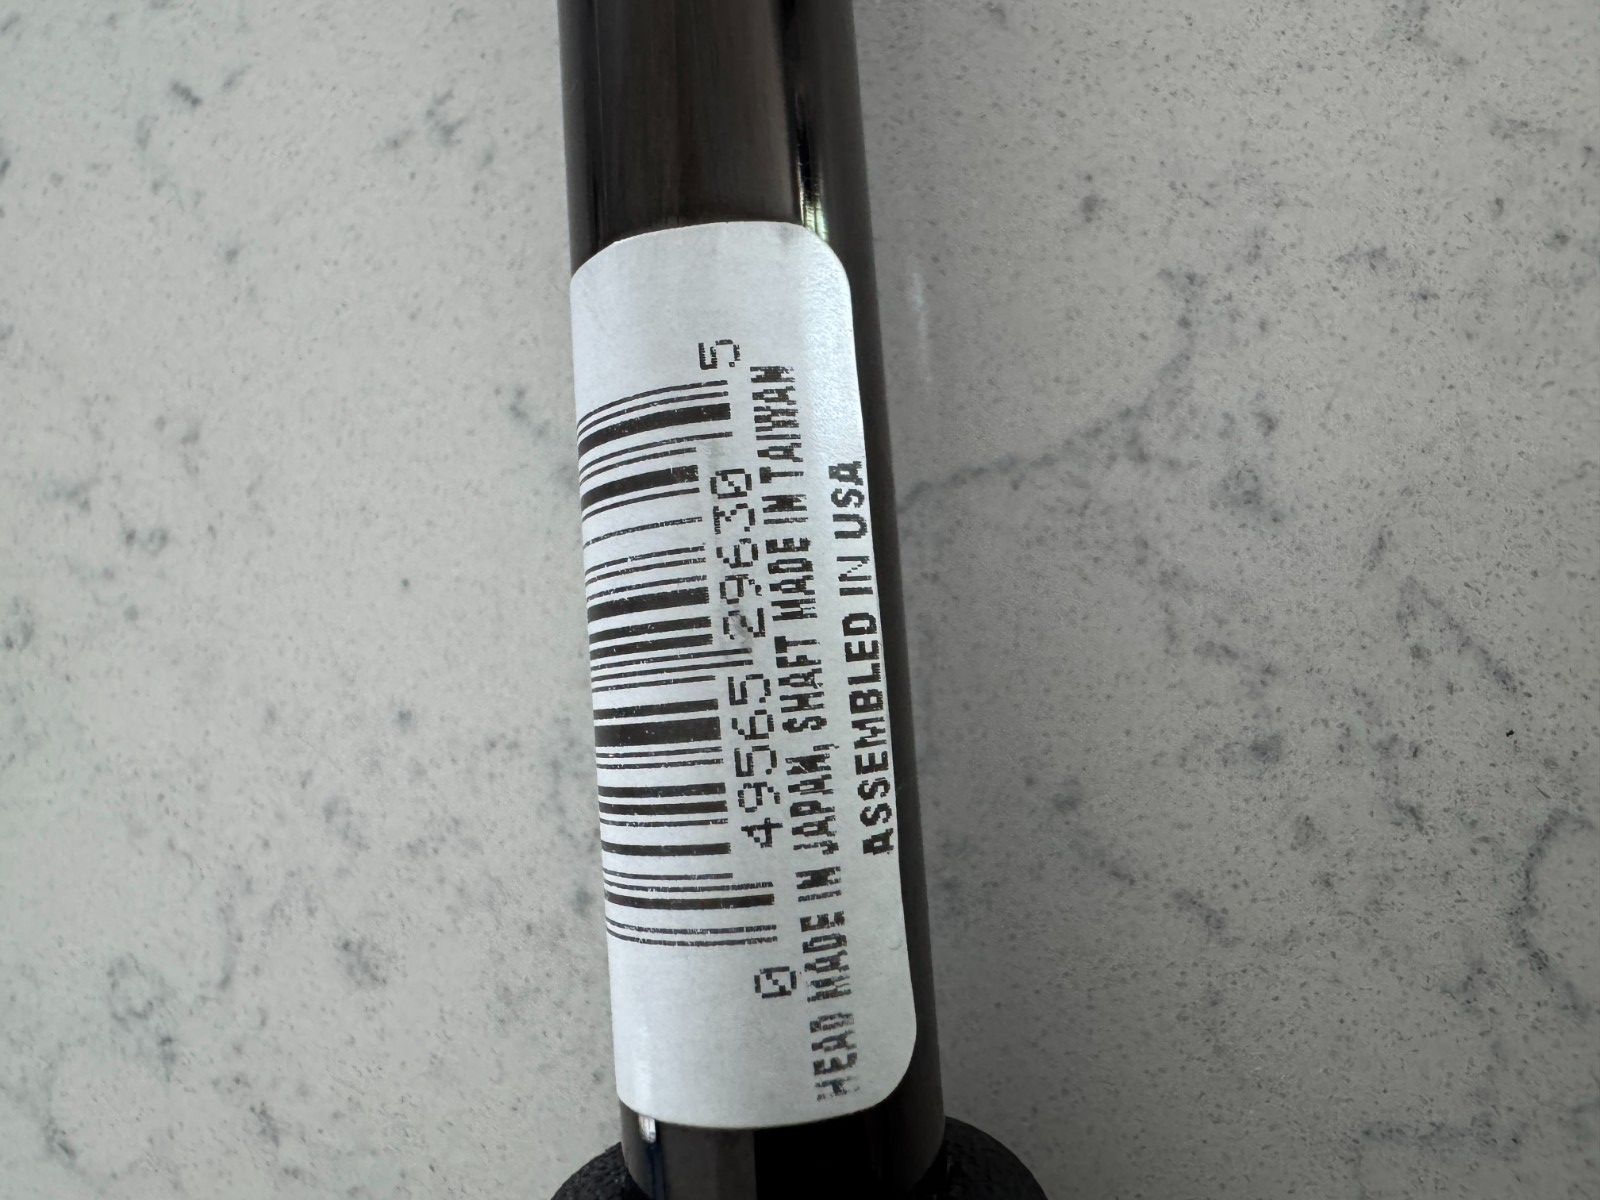 0 49565 29630 5
HEAD MADE IN JAPAN, SHAFT MADE IN TAIWAN
ASSEMBLED IN USA